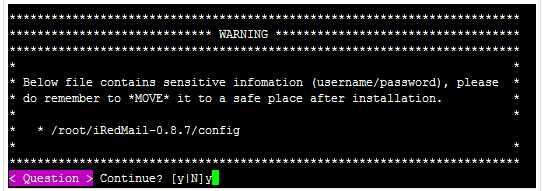 ********************************************************************************
***************************** WARNING ***********************************
********************************************************************************
* *
* Below file contains sensitive infomation (username/password), please *
* do remember to *MOVE* it to a safe place after installation. *
* *
* * /root/iRedMail-0.8.7/config
* *
********************************************************************************
< Question > Continue? [y|N]y